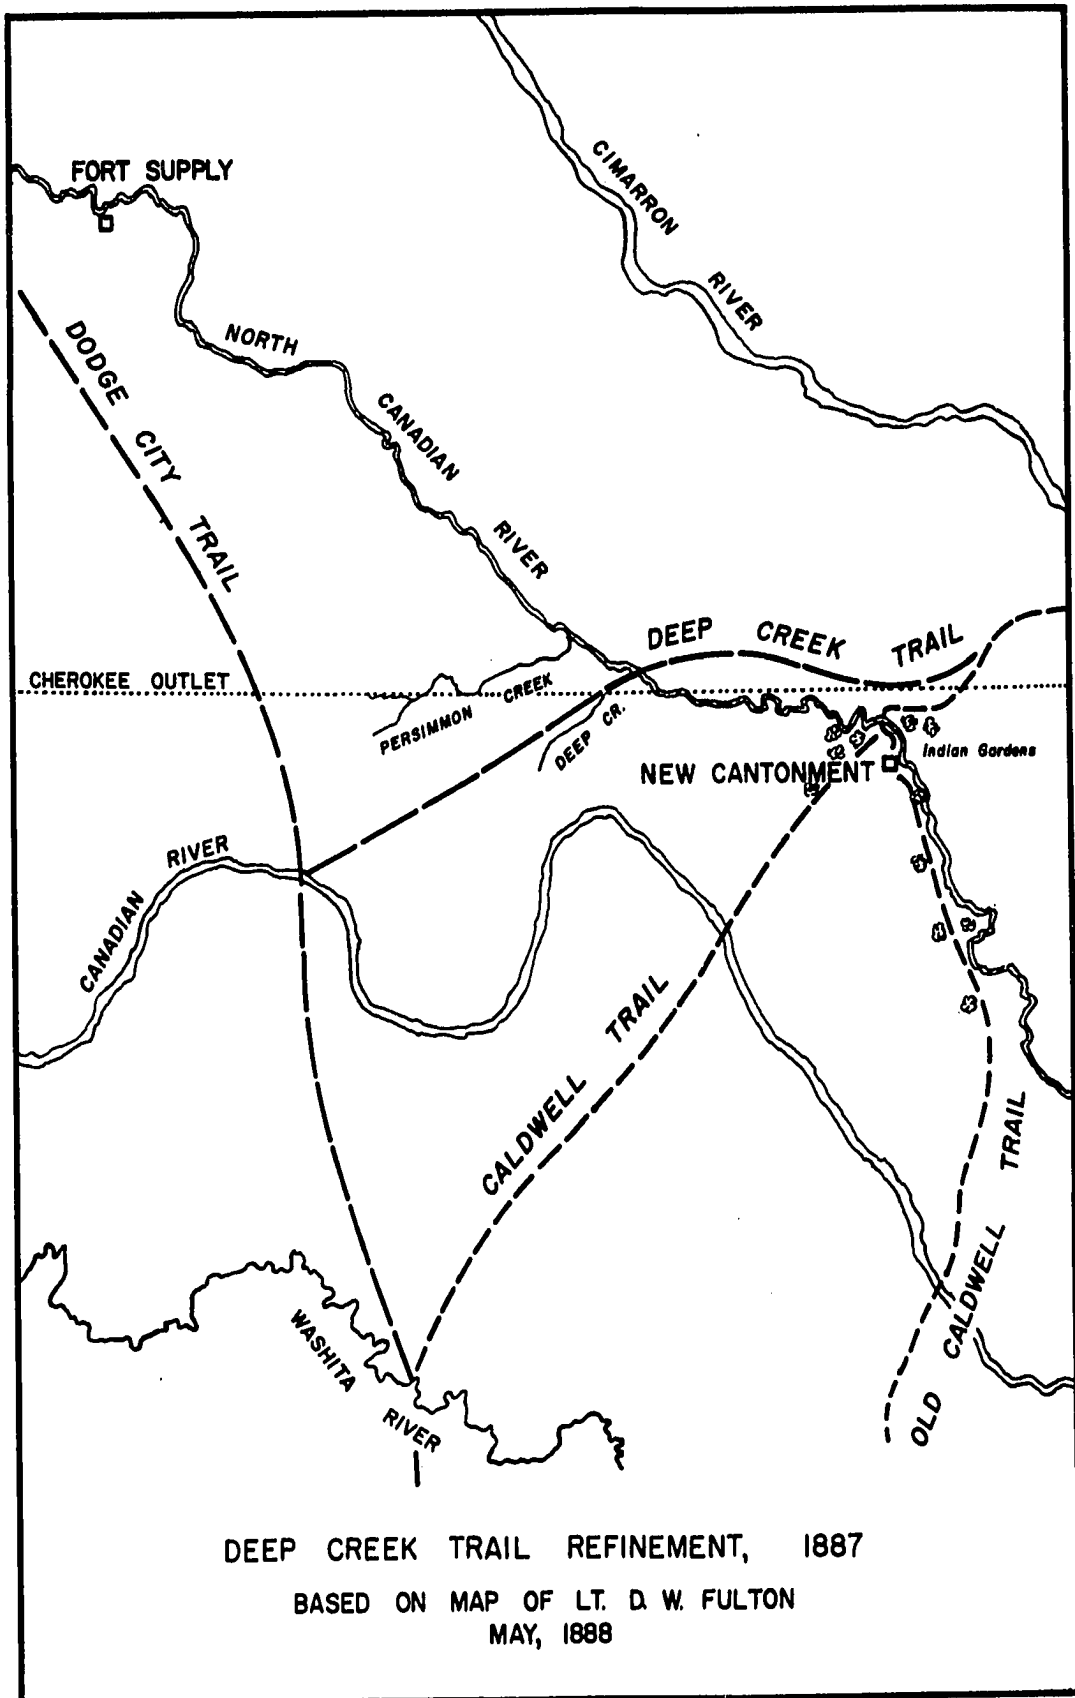 FORT SUPPLY
CIMARRON RIVER
NORTH CANADIAN RIVER
DODGE CITY TRAIL
DEEP CREEK TRAIL
CHEROKEE OUTLET
PERSIMMON CREEK
DEEP CR.
Indian Gardens
NEW CANTONMENT
CANADIAN RIVER
CALDWELL TRAIL
OLD CALDWELL TRAIL
WASHITA RIVER
DEEP CREEK TRAIL REFINEMENT, 1887
BASED ON MAP OF LT. D. W. FULTON
MAY, 1888